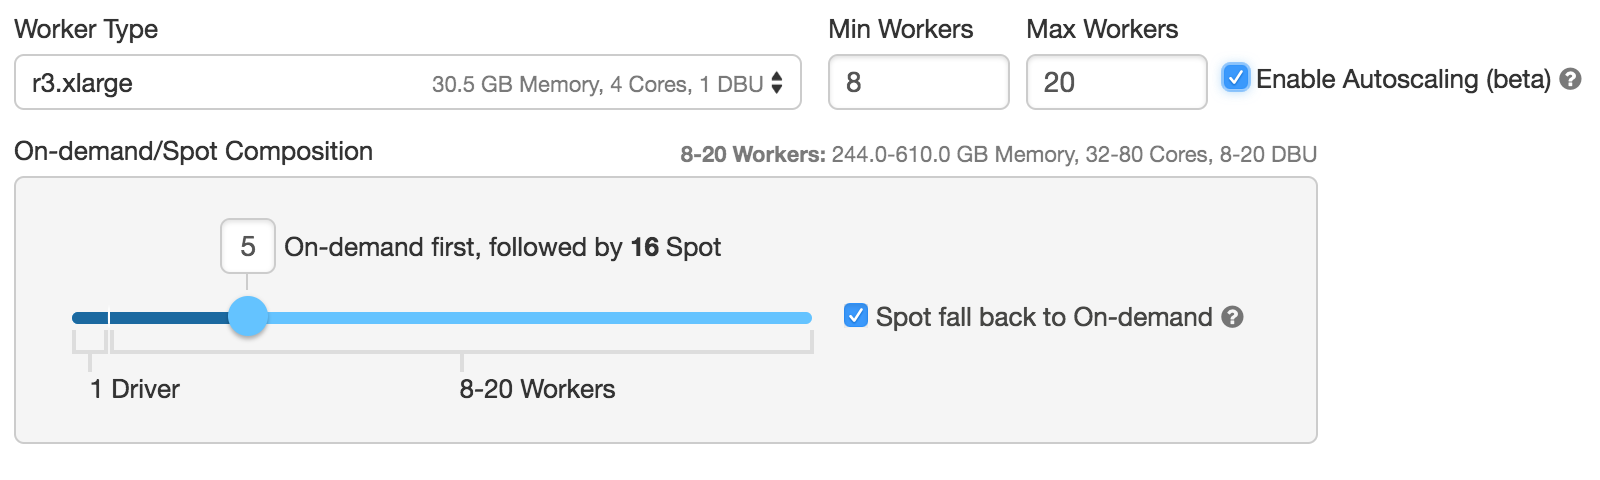 Worker Type
Min Workers
Max Workers
r3.xlarge
30.5 GB Memory, 4 Cores, 1 DBU
8
20
Enable Autoscaling (beta) ?
On-demand/Spot Composition
8-20 Workers: 244.0-610.0 GB Memory, 32-80 Cores, 8-20 DBU
5 On-demand first, followed by 16 Spot
Spot fall back to On-demand ?
1 Driver
8-20 Workers